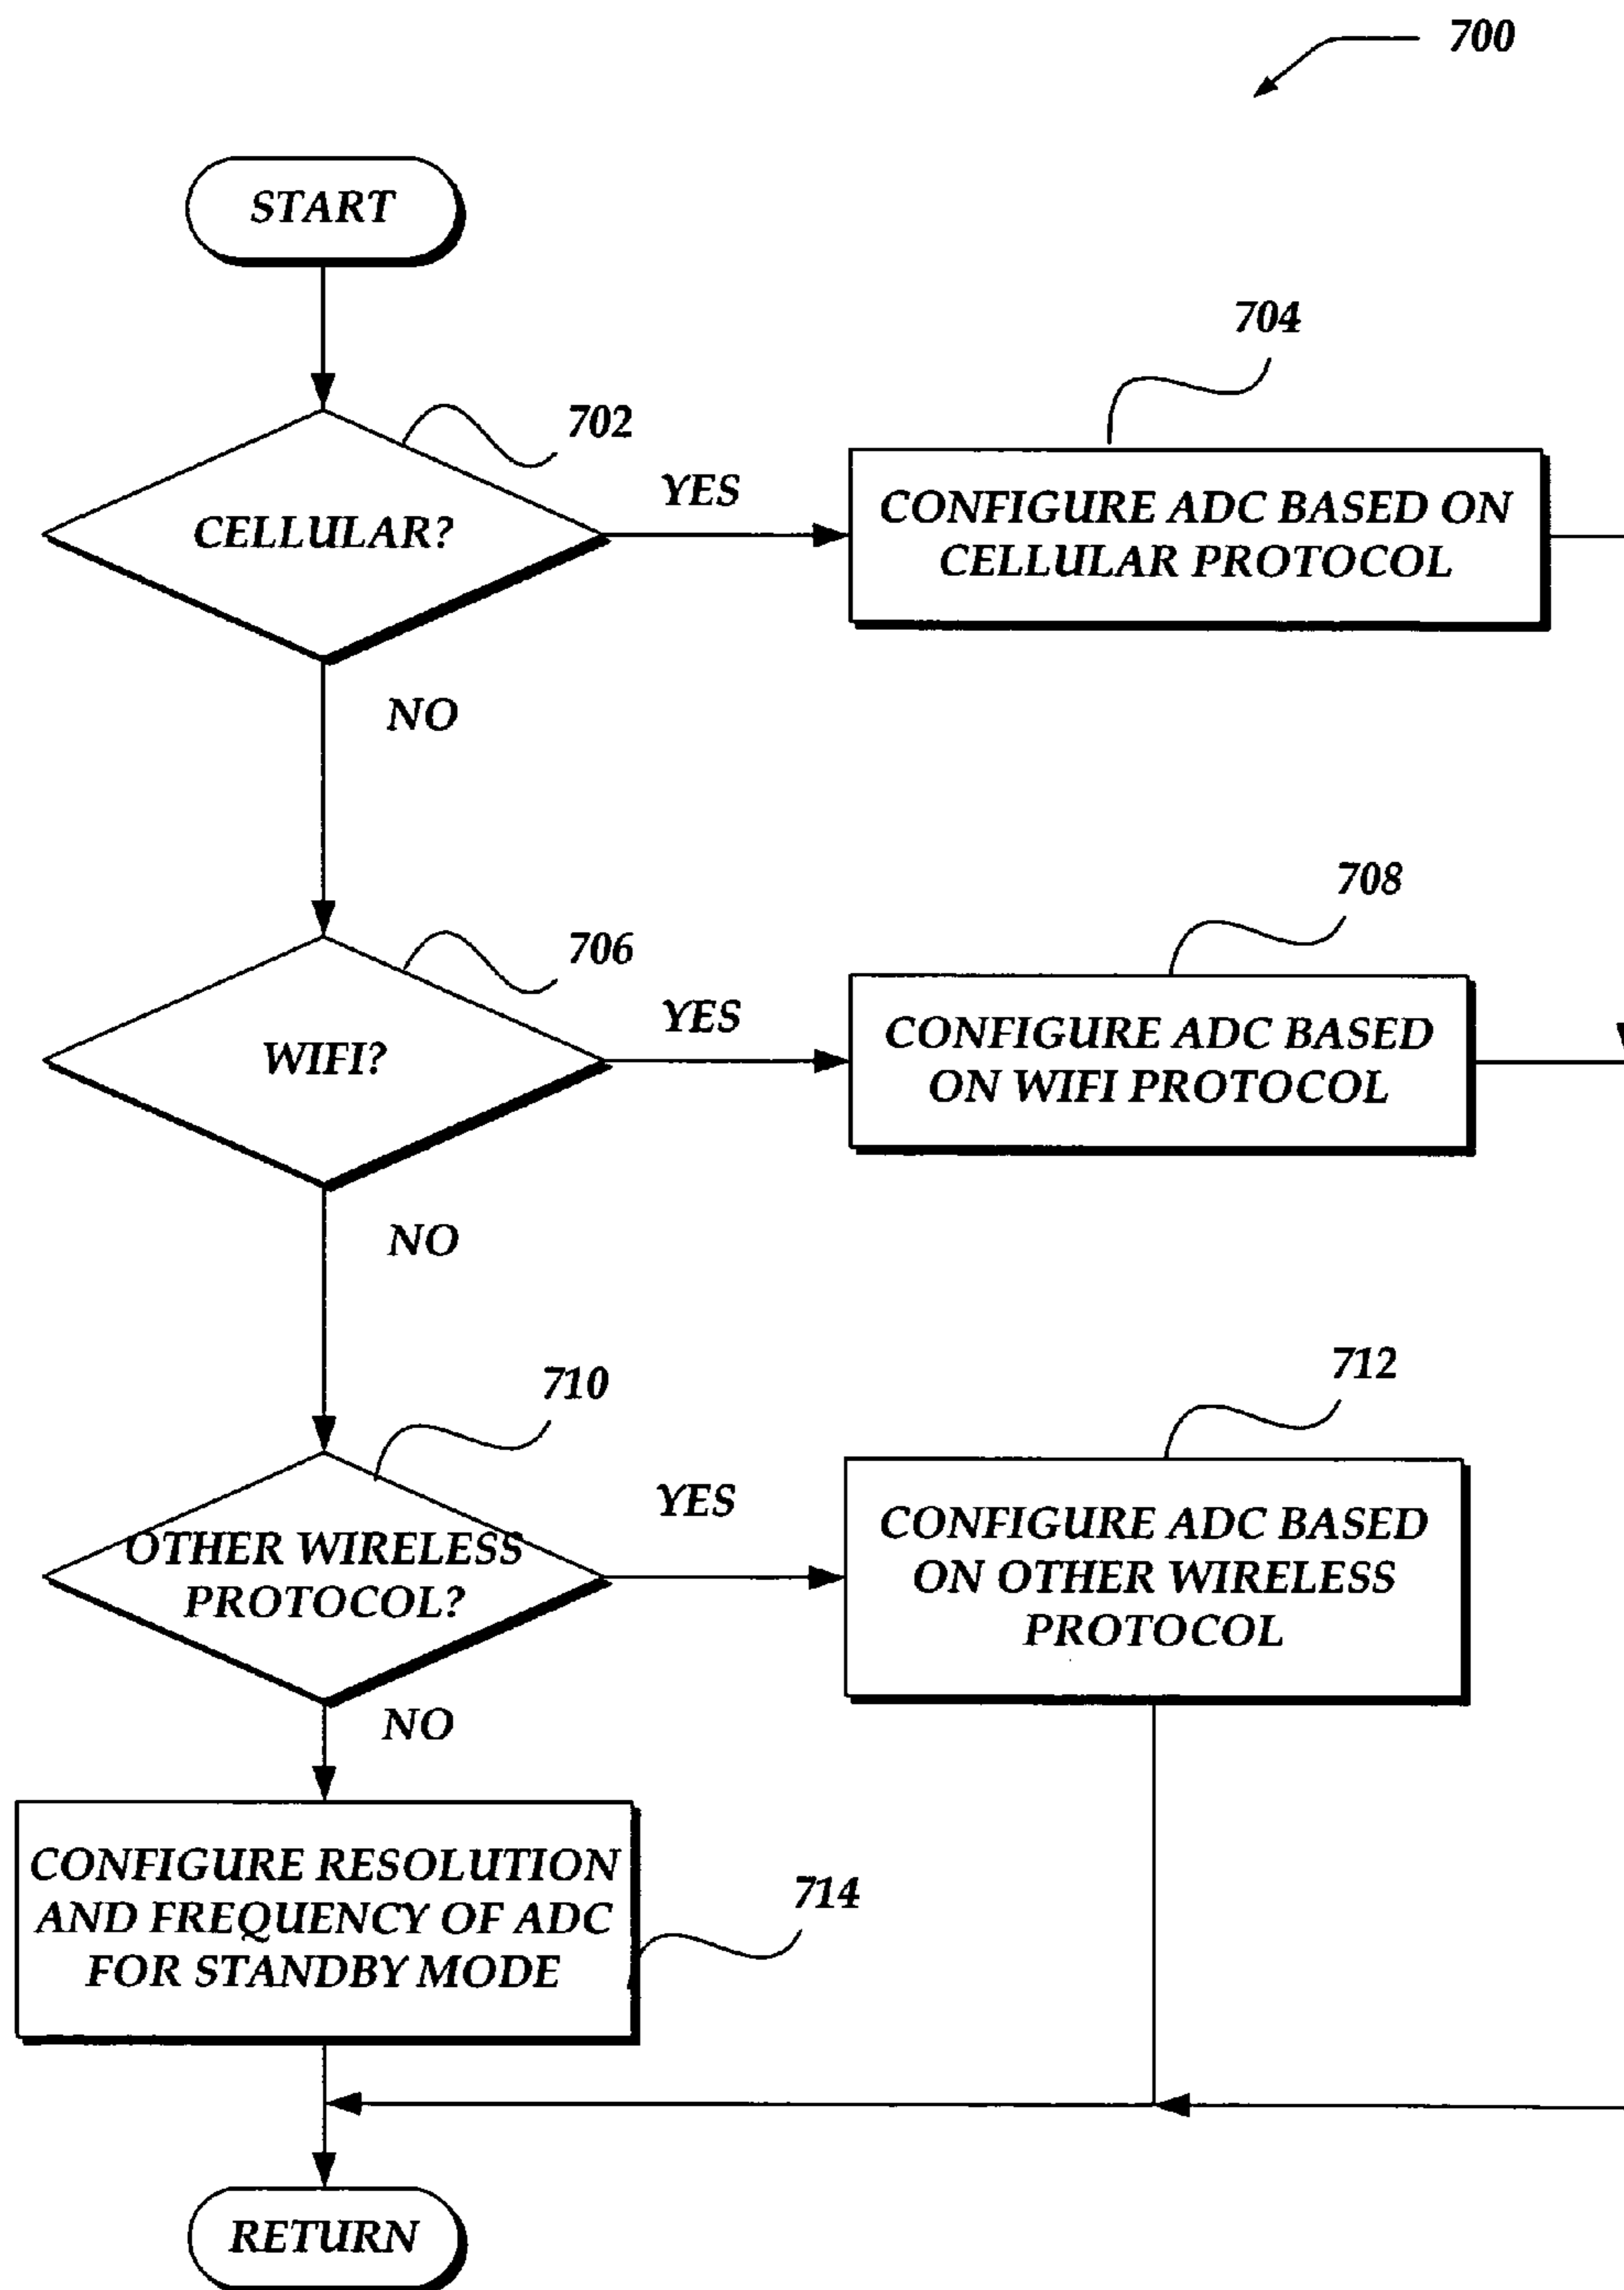 700
START
704
702
CELLULAR?
YES
CONFIGURE ADC BASED ON
CELLULAR PROTOCOL
NO
708
706
WIFI?
YES
CONFIGURE ADC BASED
ON WIFI PROTOCOL
NO
712
710
OTHER WIRELESS
PROTOCOL?
YES
CONFIGURE ADC BASED
ON OTHER WIRELESS
PROTOCOL
NO
CONFIGURE RESOLUTION
AND FREQUENCY OF ADC
FOR STANDBY MODE
714
RETURN